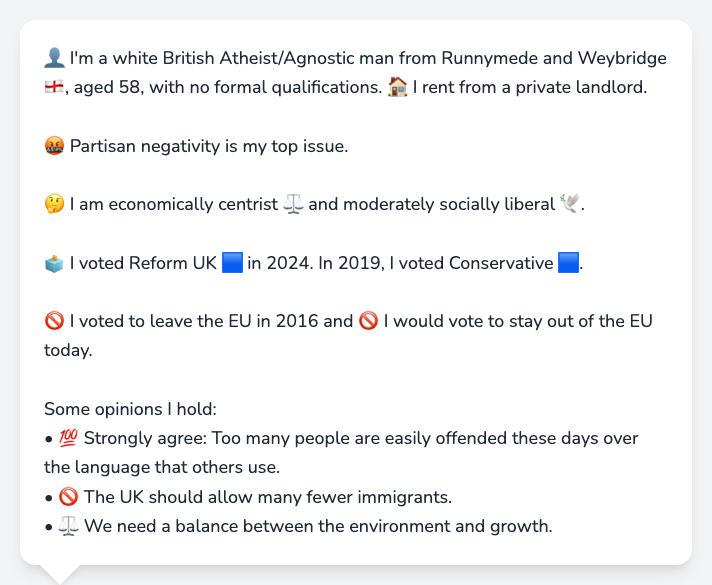 👤 I'm a white British Atheist/Agnostic man from Runnymede and Weybridge
🏴󠁧󠁢󠁥󠁮󠁧󠁿, aged 58, with no formal qualifications. 🏠 I rent from a private landlord.
🤬 Partisan negativity is my top issue.
🤔 I am economically centrist ⚖️ and moderately socially liberal 🕊️.
🗳️ I voted Reform UK 🟦 in 2024. In 2019, I voted Conservative 🟦.
🚫 I voted to leave the EU in 2016 and 🚫 I would vote to stay out of the EU
today.
Some opinions I hold:
• 💯 Strongly agree: Too many people are easily offended these days over
the language that others use.
• 🚫 The UK should allow many fewer immigrants.
• ⚖️ We need a balance between the environment and growth.